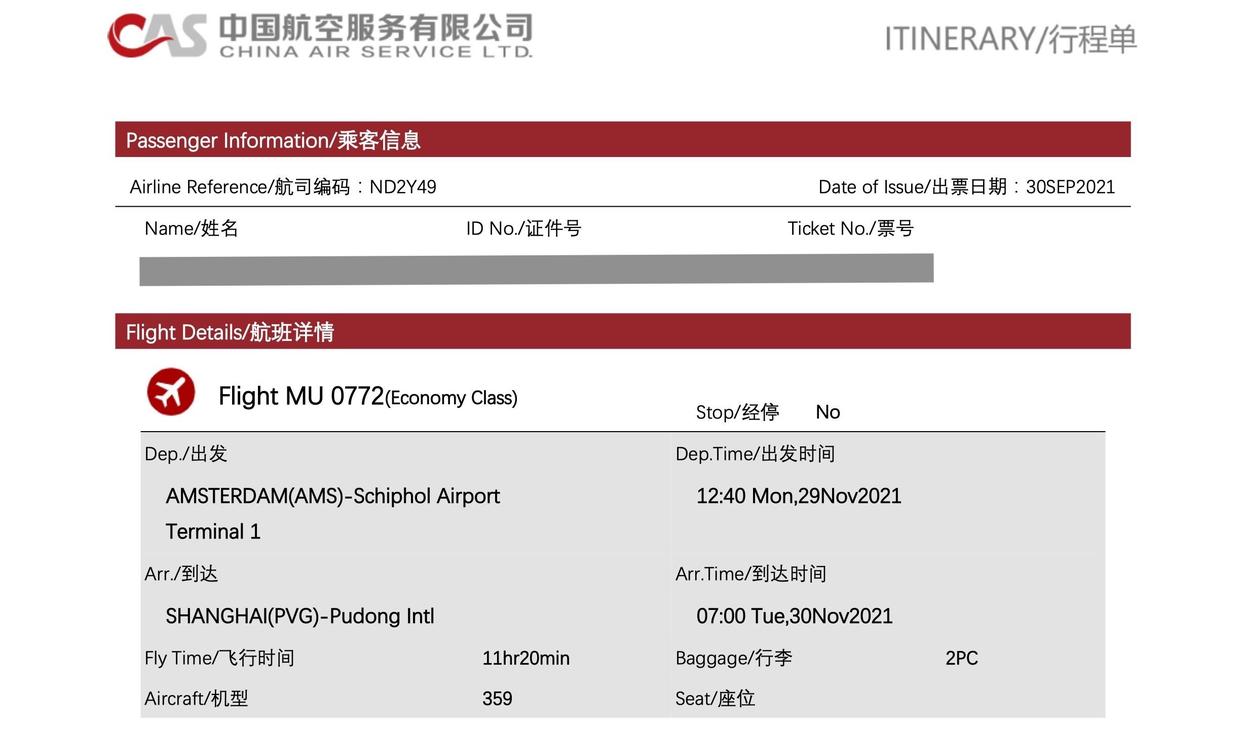 CAS 中国航空服务有限公司
CHINA AIR SERVICE LTD.
ITINERARY/行程单
Passenger Information/乘客信息
Airline Reference/航司编码：ND2Y49 Date of Issue/出票日期：30SEP2021
Name/姓名 ID No./证件号 Ticket No./票号
Flight Details/航班详情
Flight MU 0772(Economy Class) Stop/经停 No
Dep./出发 Dep.Time/出发时间
AMSTERDAM(AMS)-Schiphol Airport 12:40 Mon,29Nov2021
Terminal 1
Arr./到达 Arr.Time/到达时间
SHANGHAI(PVG)-Pudong Intl 07:00 Tue,30Nov2021
Fly Time/飞行时间 11hr20min Baggage/行李 2PC
Aircraft/机型 359 Seat/座位